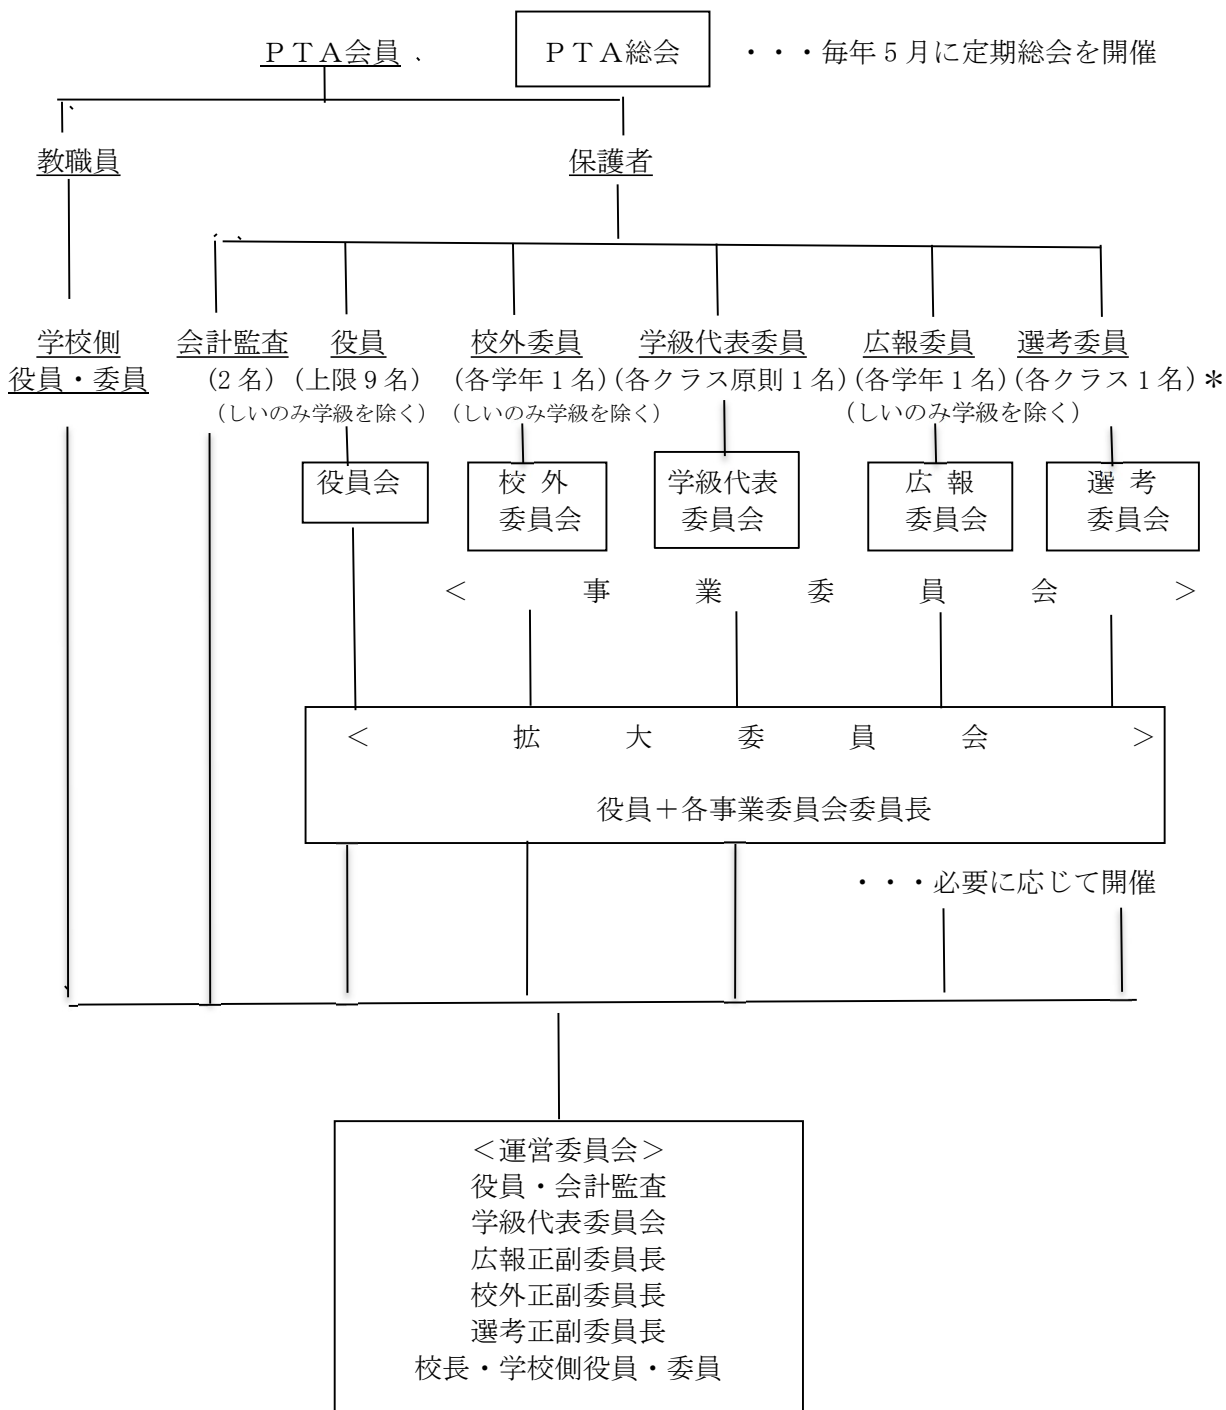 ＰＴＡ会員
ＰＴＡ総会
・・・毎年５月に定期総会を開催
教職員
保護者
学校側
役員・委員
会計監査
(2名)
役員
(上限9名)
(しいのみ学級を除く)
校外委員
(各学年1名)
(しいのみ学級を除く)
学級代表委員
(各クラス原則1名)
広報委員
(各学年1名)
(しいのみ学級を除く)
選考委員
(各クラス1名)＊
役員会
校外
委員会
学級代表
委員会
広報
委員会
選考
委員会
＜事業委員会＞
＜拡大委員会＞
役員＋各事業委員会委員長
・・・必要に応じて開催
＜運営委員会＞
役員・会計監査
学級代表委員会
広報正副委員長
校外正副委員長
選考正副委員長
校長・学校側役員・委員